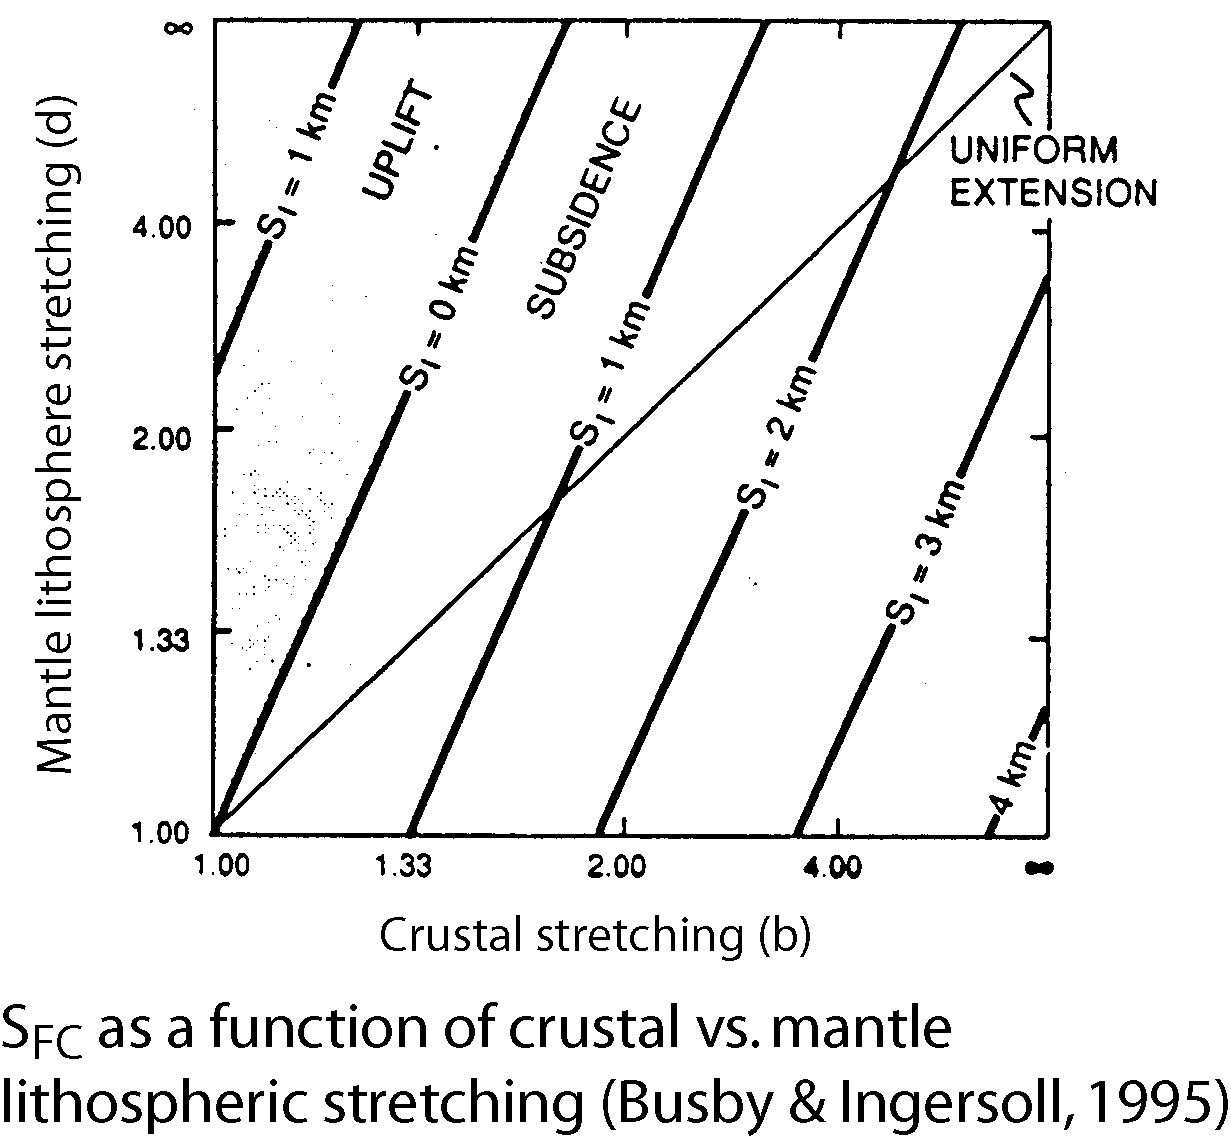 ∞
S_I = 1 km
UPLIFT
S_I = 0 km
SUBSIDENCE
S_I = 1 km
S_I = 2 km
S_I = 3 km
4 km
UNIFORM
EXTENSION
Mantle lithosphere stretching (d)
4.00
2.00
1.33
1.00
1.00
1.33
2.00
4.00
∞
Crustal stretching (b)
S_FC as a function of crustal vs. mantle
lithospheric stretching (Busby & Ingersoll, 1995)